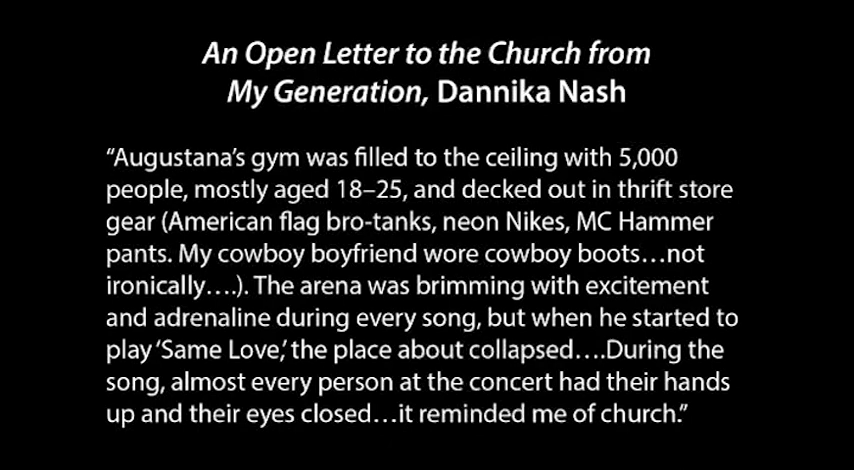 An Open Letter to the Church from
My Generation, Dannika Nash
“Augustana’s gym was filled to the ceiling with 5,000
people, mostly aged 18–25, and decked out in thrift store
gear (American flag bro-tanks, neon Nikes, MC Hammer
pants. My cowboy boyfriend wore cowboy boots…not
ironically….). The arena was brimming with excitement
and adrenaline during every song, but when he started to
play ‘Same Love,’ the place about collapsed….During the
song, almost every person at the concert had their hands
up and their eyes closed…it reminded me of church.”